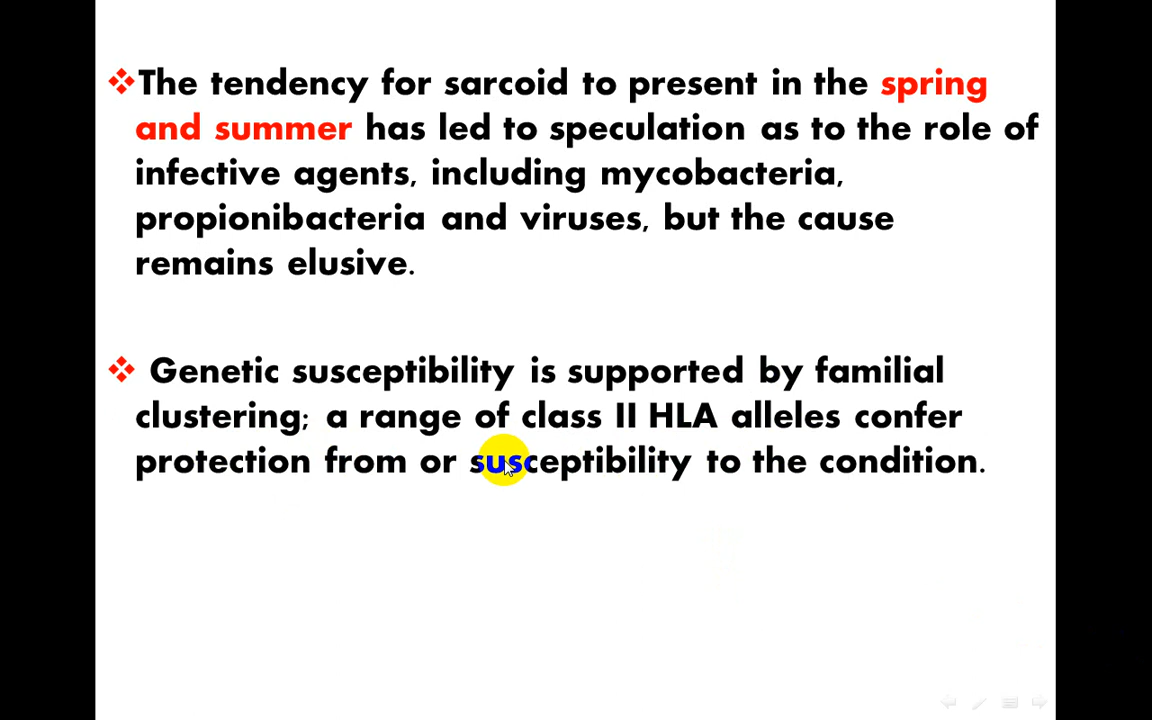 The tendency for sarcoid to present in the spring
and summer has led to speculation as to the role of
infective agents, including mycobacteria,
propionibacteria and viruses, but the cause
remains elusive.
Genetic susceptibility is supported by familial
clustering; a range of class II HLA alleles confer
protection from or susceptibility to the condition.